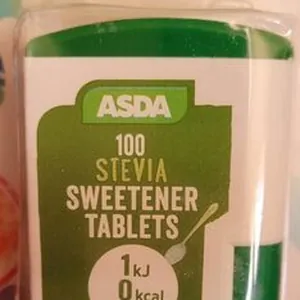 ASDA
100
STEVIA
SWEETENER
TABLETS
1kJ
0kcal